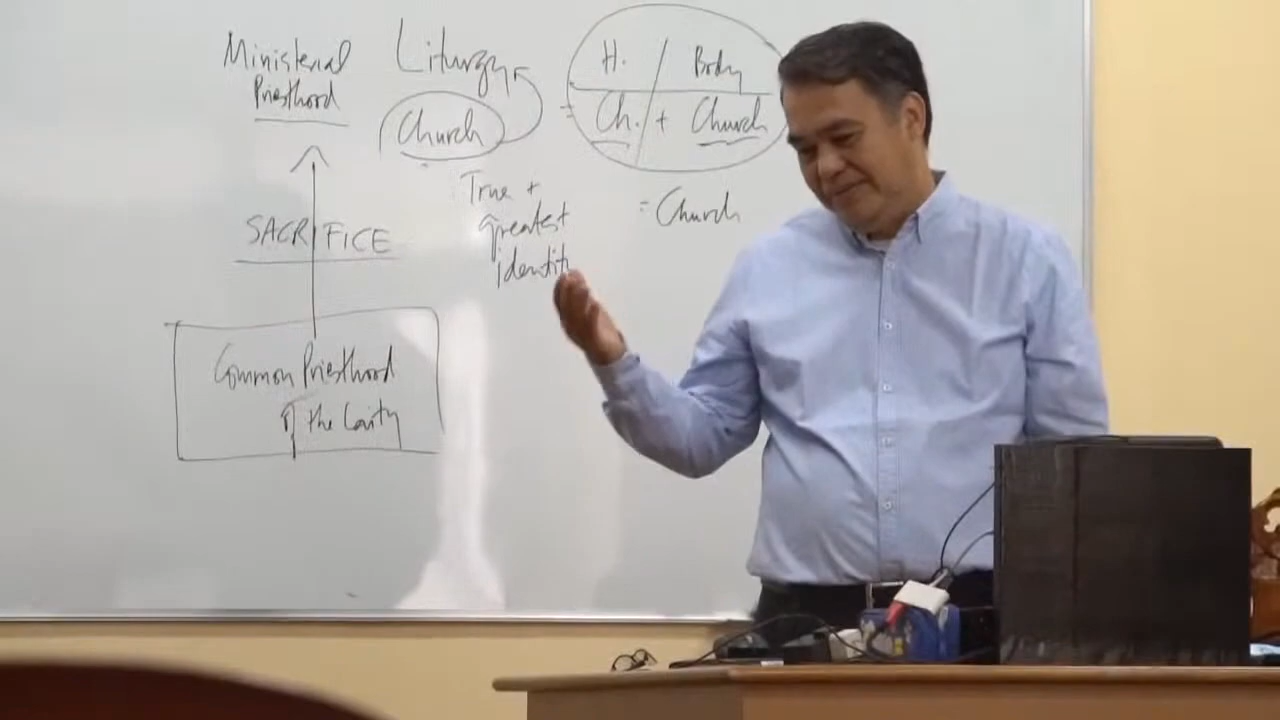 Ministerial
Priesthood
SACRIFICE
Common Priesthood
of the Laity
Liturgy
Church
True +
greatest
identity
H. / Body
= Ch. + Church
= Church